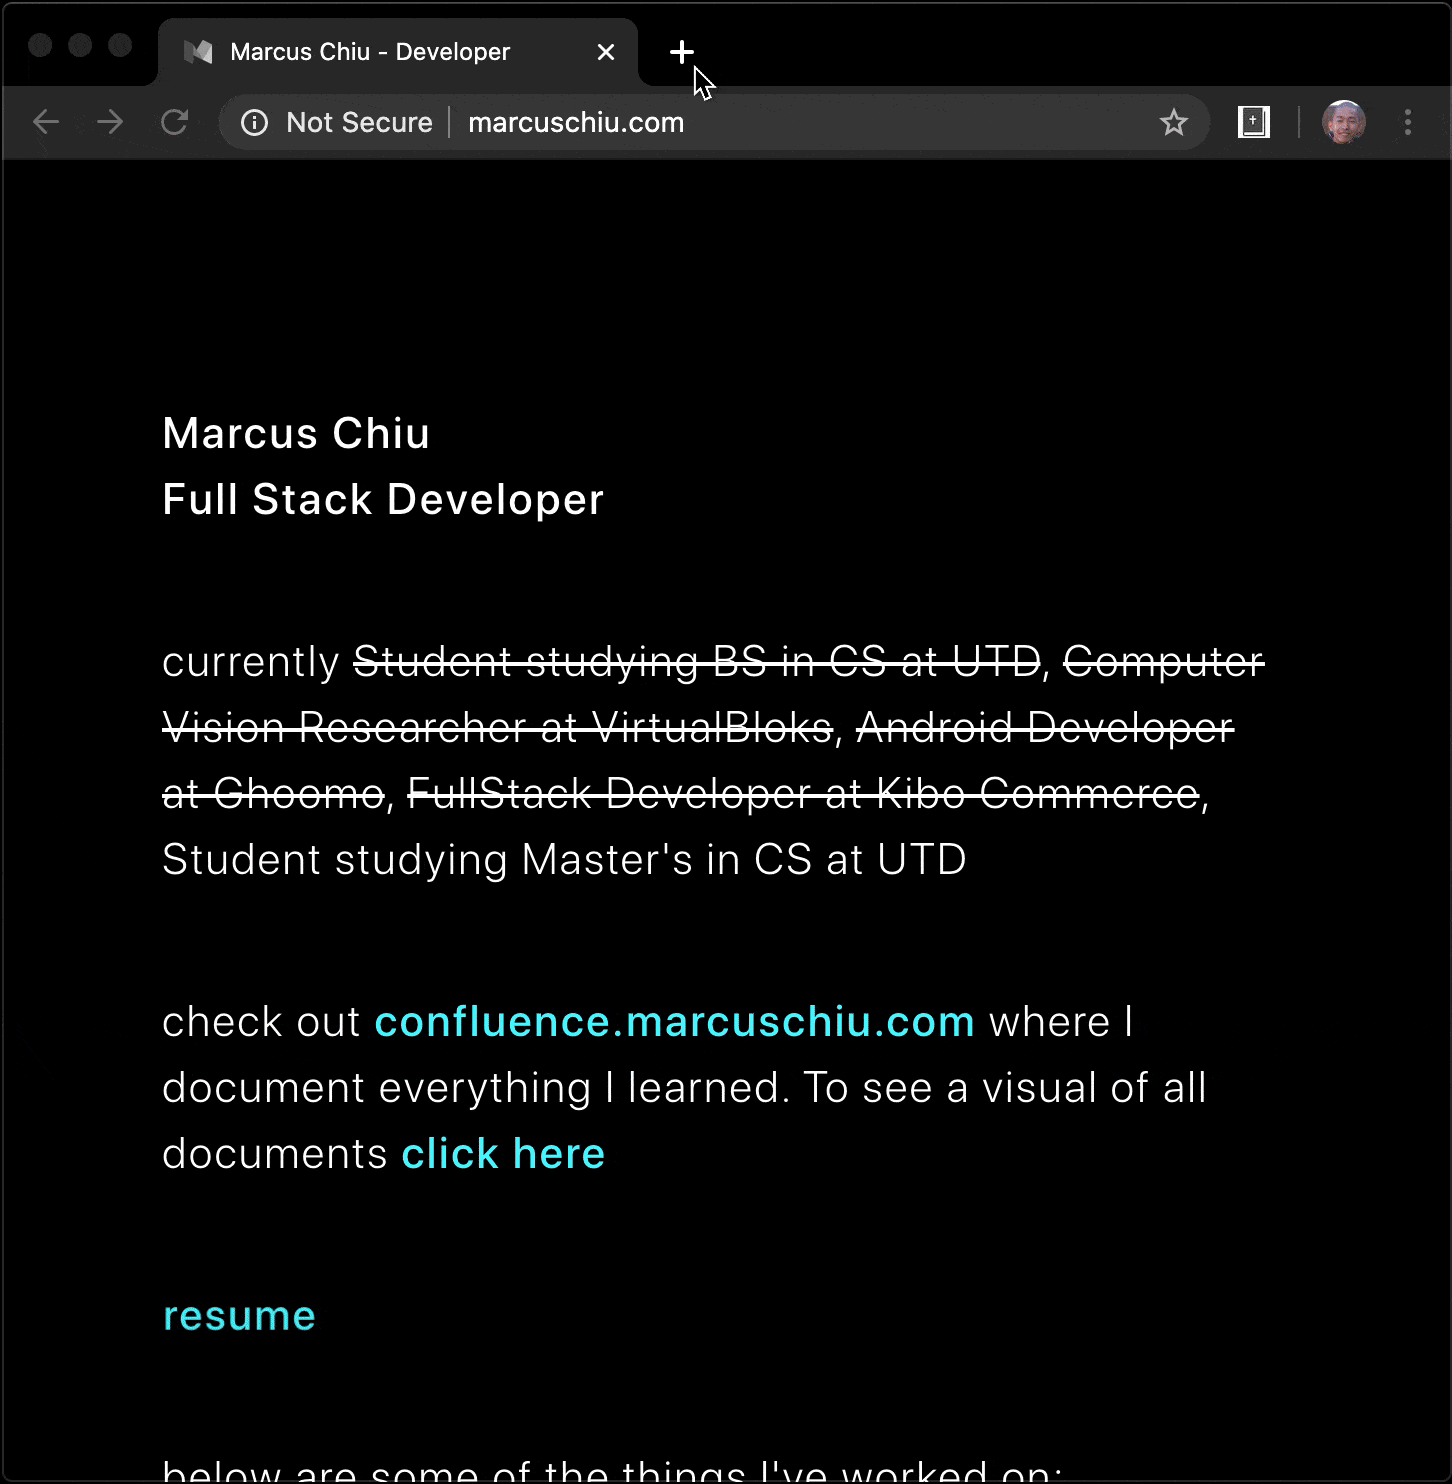 Marcus Chiu - Developer
Not Secure | marcuschiu.com
Marcus Chiu
Full Stack Developer
currently Student studying BS in CS at UTD, Computer
Vision Researcher at VirtualBloks, Android Developer
at Ghoomo, FullStack Developer at Kibo Commerce,
Student studying Master's in CS at UTD
check out confluence.marcuschiu.com where I
document everything I learned. To see a visual of all
documents click here
resume
below are some of the things I've worked on: